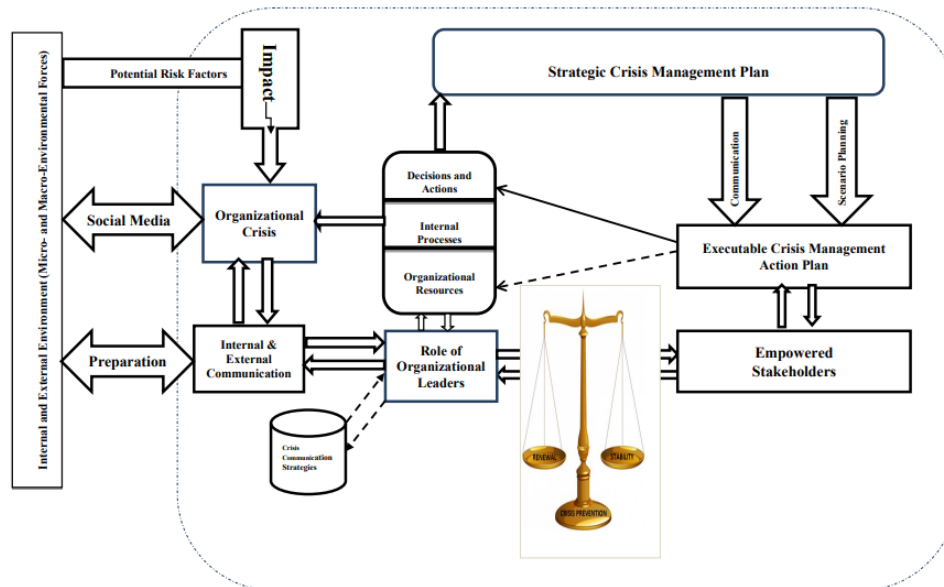 Internal and External Environment (Micro- and Macro-Environmental Forces)
Potential Risk Factors
Impact
Strategic Crisis Management Plan
Communication
Scenario Planning
Decisions and
Actions
Social Media
Organizational
Crisis
Internal
Processes
Executable Crisis Management
Action Plan
Organizational
Resources
Preparation
Internal &
External
Communication
Role of
Organizational
Leaders
Empowered
Stakeholders
Crisis
Communication
Strategies
RENEWAL
STABILITY
CRISIS PREVENTION